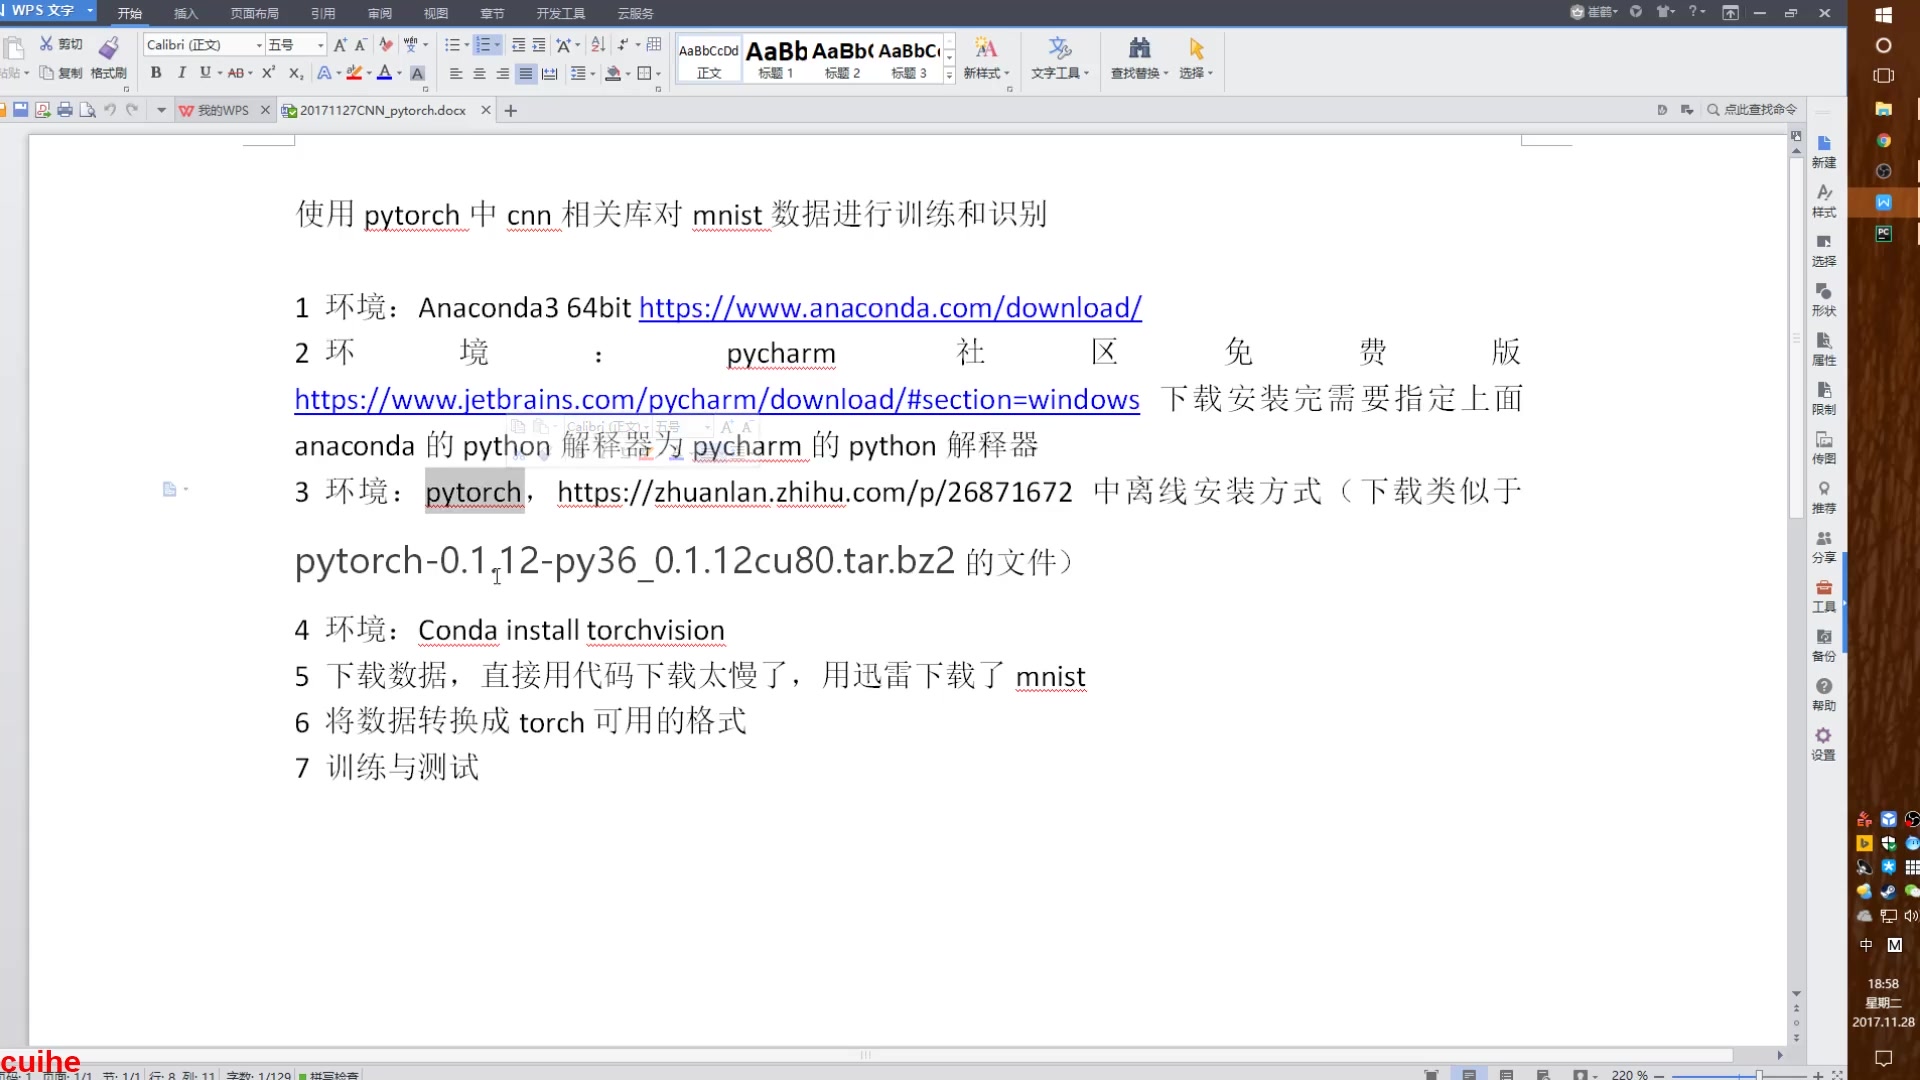 WPS 文字 开始 插入 页面布局 引用 审阅 视图 章节 开发工具 云服务 崔鹤
剪切 Calibri (正文) 五号 AaBbCcDd AaBb AaBb( AaBbC
复制 格式刷 B I U AB X² X₂ 正文 标题 1 标题 2 标题 3 新样式 文字工具 查找替换 选择
我的WPS 20171127CNN_pytorch.docx 点此查找命令
使用 pytorch 中 cnn 相关库对 mnist 数据进行训练和识别
1 环境：Anaconda3 64bit https://www.anaconda.com/download/
2 环境：pycharm 社区免费版
https://www.jetbrains.com/pycharm/download/#section=windows 下载安装完需要指定上面
anaconda 的 python 解释器为 pycharm 的 python 解释器
3 环境：pytorch，https://zhuanlan.zhihu.com/p/26871672 中离线安装方式（下载类似于
pytorch-0.1.12-py36_0.1.12cu80.tar.bz2 的文件）
4 环境：Conda install torchvision
5 下载数据，直接用代码下载太慢了，用迅雷下载了 mnist
6 将数据转换成 torch 可用的格式
7 训练与测试
新建
样式
选择
形状
属性
限制
传图
推荐
分享
工具
备份
帮助
设置
中 M
18:58
星期二
2017.11.28
cuihe
页面: 1/1 节: 1/1 行: 8 列: 11 字数: 1/129 拼写检查 220 %